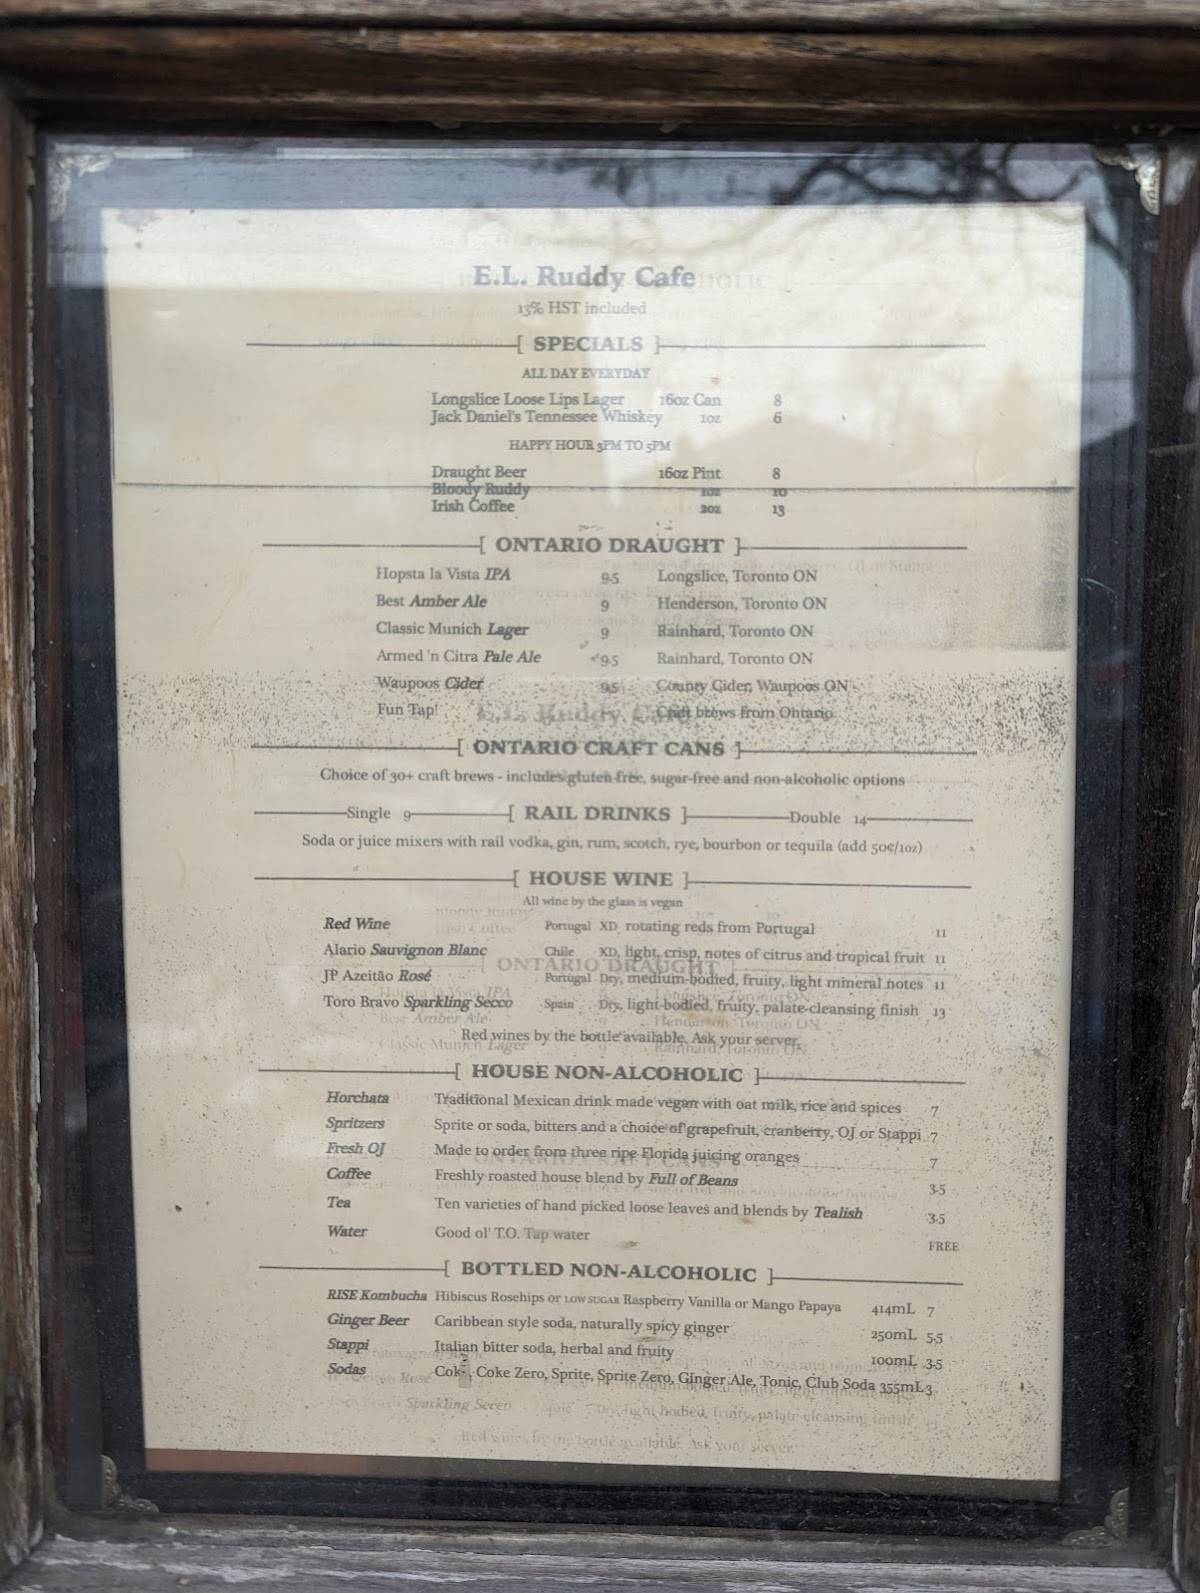 E.L. Ruddy Cafe
13% HST included
[ SPECIALS ]
ALL DAY EVERYDAY
Longslice Loose Lips Lager 16oz Can 8
Jack Daniel's Tennessee Whiskey 1oz 6
HAPPY HOUR 3PM TO 5PM
Draught Beer 16oz Pint 8
Bloody Ruddy 1oz 10
Irish Coffee 2oz 13
[ ONTARIO DRAUGHT ]
Hopsta la Vista IPA 9.5 Longslice, Toronto ON
Best Amber Ale 9 Henderson, Toronto ON
Classic Munich Lager 9 Rainhard, Toronto ON
Armed 'n Citra Pale Ale 9.5 Rainhard, Toronto ON
Waupoos Cider 9.5 County Cider, Waupoos ON
Fun Tap! Craft brews from Ontario
[ ONTARIO CRAFT CANS ]
Choice of 30+ craft brews - includes gluten-free, sugar-free and non-alcoholic options
Single 9 [ RAIL DRINKS ] Double 14
Soda or juice mixers with rail vodka, gin, rum, scotch, rye, bourbon or tequila (add 50¢/1oz)
[ HOUSE WINE ]
All wine by the glass is vegan
Red Wine Portugal XD, rotating reds from Portugal 11
Alario Sauvignon Blanc Chile XD, light, crisp, notes of citrus and tropical fruit 11
JP Azeitão Rosé Portugal Dry, medium-bodied, fruity, light mineral notes 11
Toro Bravo Sparkling Secco Spain Dry, light-bodied, fruity, palate-cleansing finish 13
Red wines by the bottle available. Ask your server.
[ HOUSE NON-ALCOHOLIC ]
Horchata Traditional Mexican drink made vegan with oat milk, rice and spices 7
Spritzers Sprite or soda, bitters and a choice of grapefruit, cranberry, OJ or Stappi 7
Fresh OJ Made to order from three ripe Florida juicing oranges 7
Coffee Freshly roasted house blend by Full of Beans 3.5
Tea Ten varieties of hand picked loose leaves and blends by Tealish 3.5
Water Good ol' T.O. Tap water FREE
[ BOTTLED NON-ALCOHOLIC ]
RISE Kombucha Hibiscus Rosehips or LOW SUGAR Raspberry Vanilla or Mango Papaya 414mL 7
Ginger Beer Caribbean style soda, naturally spicy ginger 250mL 5.5
Stappi Italian bitter soda, herbal and fruity 100mL 3.5
Sodas Coke, Coke Zero, Sprite, Sprite Zero, Ginger Ale, Tonic, Club Soda 355mL 3